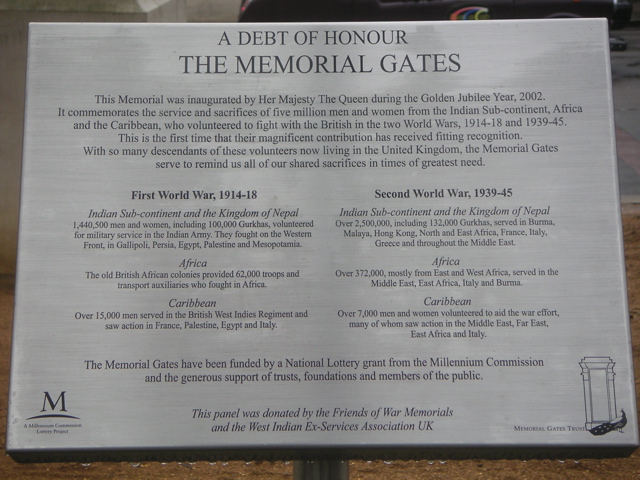 A DEBT OF HONOUR
THE MEMORIAL GATES
This Memorial was inaugurated by Her Majesty The Queen during the Golden Jubilee Year, 2002.
It commemorates the service and sacrifices of five million men and women from the Indian Sub-continent, Africa
and the Caribbean, who volunteered to fight with the British in the two World Wars, 1914-18 and 1939-45.
This is the first time that their magnificent contribution has received fitting recognition.
With so many descendants of these volunteers now living in the United Kingdom, the Memorial Gates
serve to remind us all of our shared sacrifices in times of greatest need.
First World War, 1914-18
Indian Sub-continent and the Kingdom of Nepal
1,440,500 men and women, including 100,000 Gurkhas, volunteered
for military service in the Indian Army. They fought on the Western
Front, in Gallipoli, Persia, Egypt, Palestine and Mesopotamia.
Africa
The old British African colonies provided 62,000 troops and
transport auxiliaries who fought in Africa.
Caribbean
Over 15,000 men served in the British West Indies Regiment and
saw action in France, Palestine, Egypt and Italy.
Second World War, 1939-45
Indian Sub-continent and the Kingdom of Nepal
Over 2,500,000, including 132,000 Gurkhas, served in Burma,
Malaya, Hong Kong, North and East Africa, France, Italy,
Greece and throughout the Middle East.
Africa
Over 372,000, mostly from East and West Africa, served in the
Middle East, East Africa, Italy and Burma.
Caribbean
Over 7,000 men and women volunteered to aid the war effort,
many of whom saw action in the Middle East, Far East,
East Africa and Italy.
The Memorial Gates have been funded by a National Lottery grant from the Millennium Commission
and the generous support of trusts, foundations and members of the public.
M
A Millennium Commission
Lottery Project
This panel was donated by the Friends of War Memorials
and the West Indian Ex-Services Association UK
MEMORIAL GATES TRUST